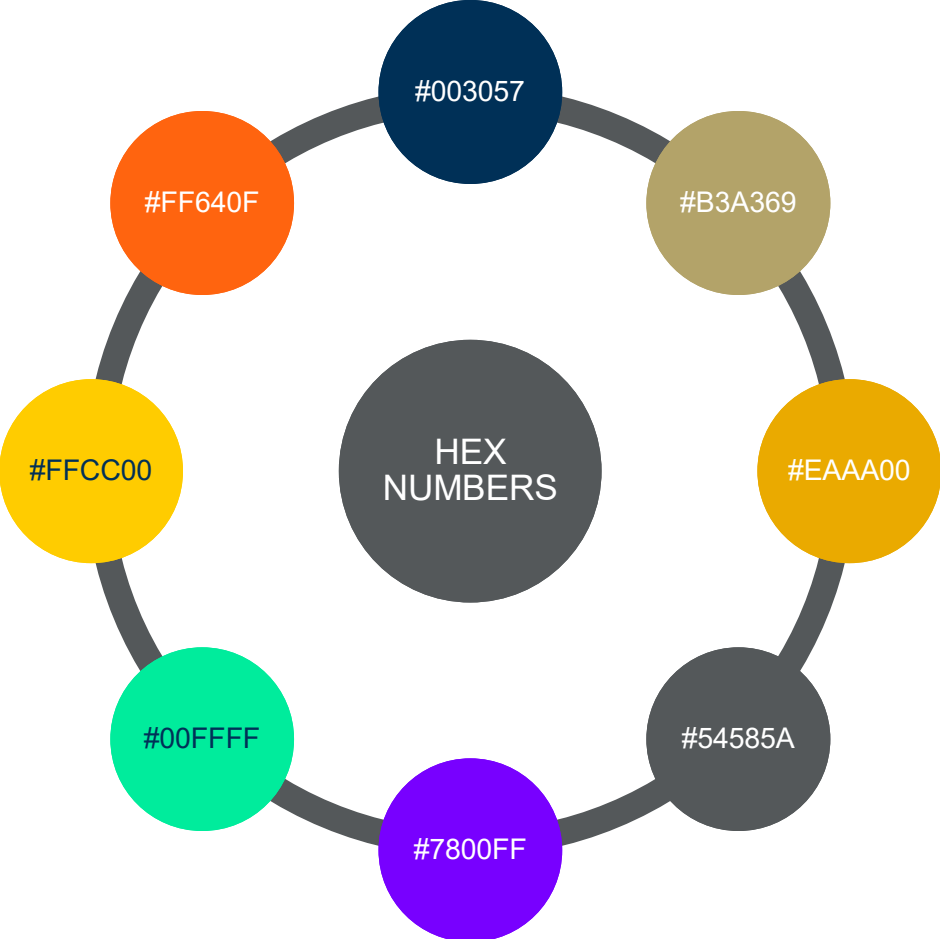 #003057
#FF640F
#B3A369
HEX
NUMBERS
#FFCC00
#EAAA00
#00FFFF
#54585A
#7800FF